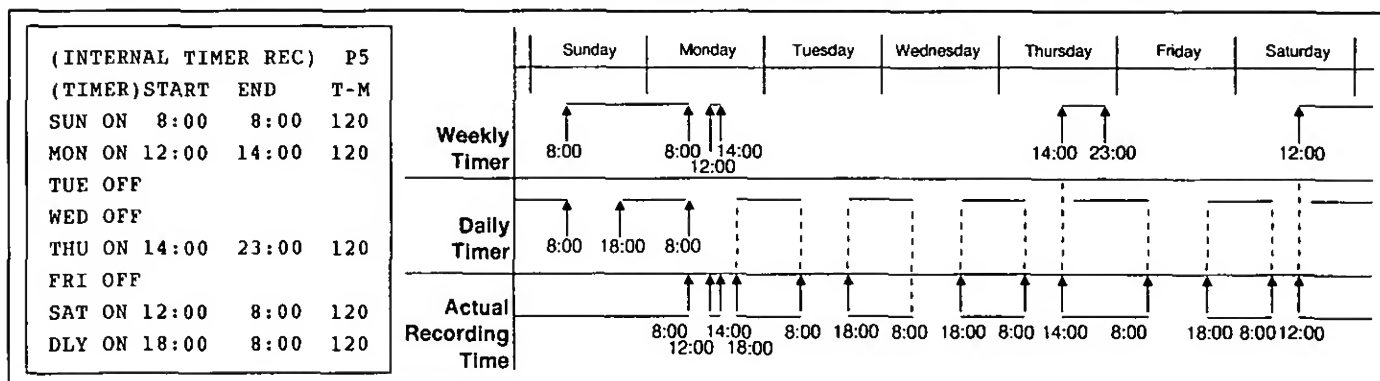 (INTERNAL TIMER REC) P5
(TIMER)START END T-M
SUN ON 8:00 8:00 120
MON ON 12:00 14:00 120
TUE OFF
WED OFF
THU ON 14:00 23:00 120
FRI OFF
SAT ON 12:00 8:00 120
DLY ON 18:00 8:00 120
Sunday Monday Tuesday Wednesday Thursday Friday Saturday
Weekly Timer
8:00 8:00 14:00 14:00 23:00 12:00
12:00
Daily Timer
8:00 18:00 8:00
Actual Recording Time
8:00 14:00 8:00 18:00 8:00 18:00 8:00 14:00 8:00 18:00 8:00 12:00
12:00 18:00